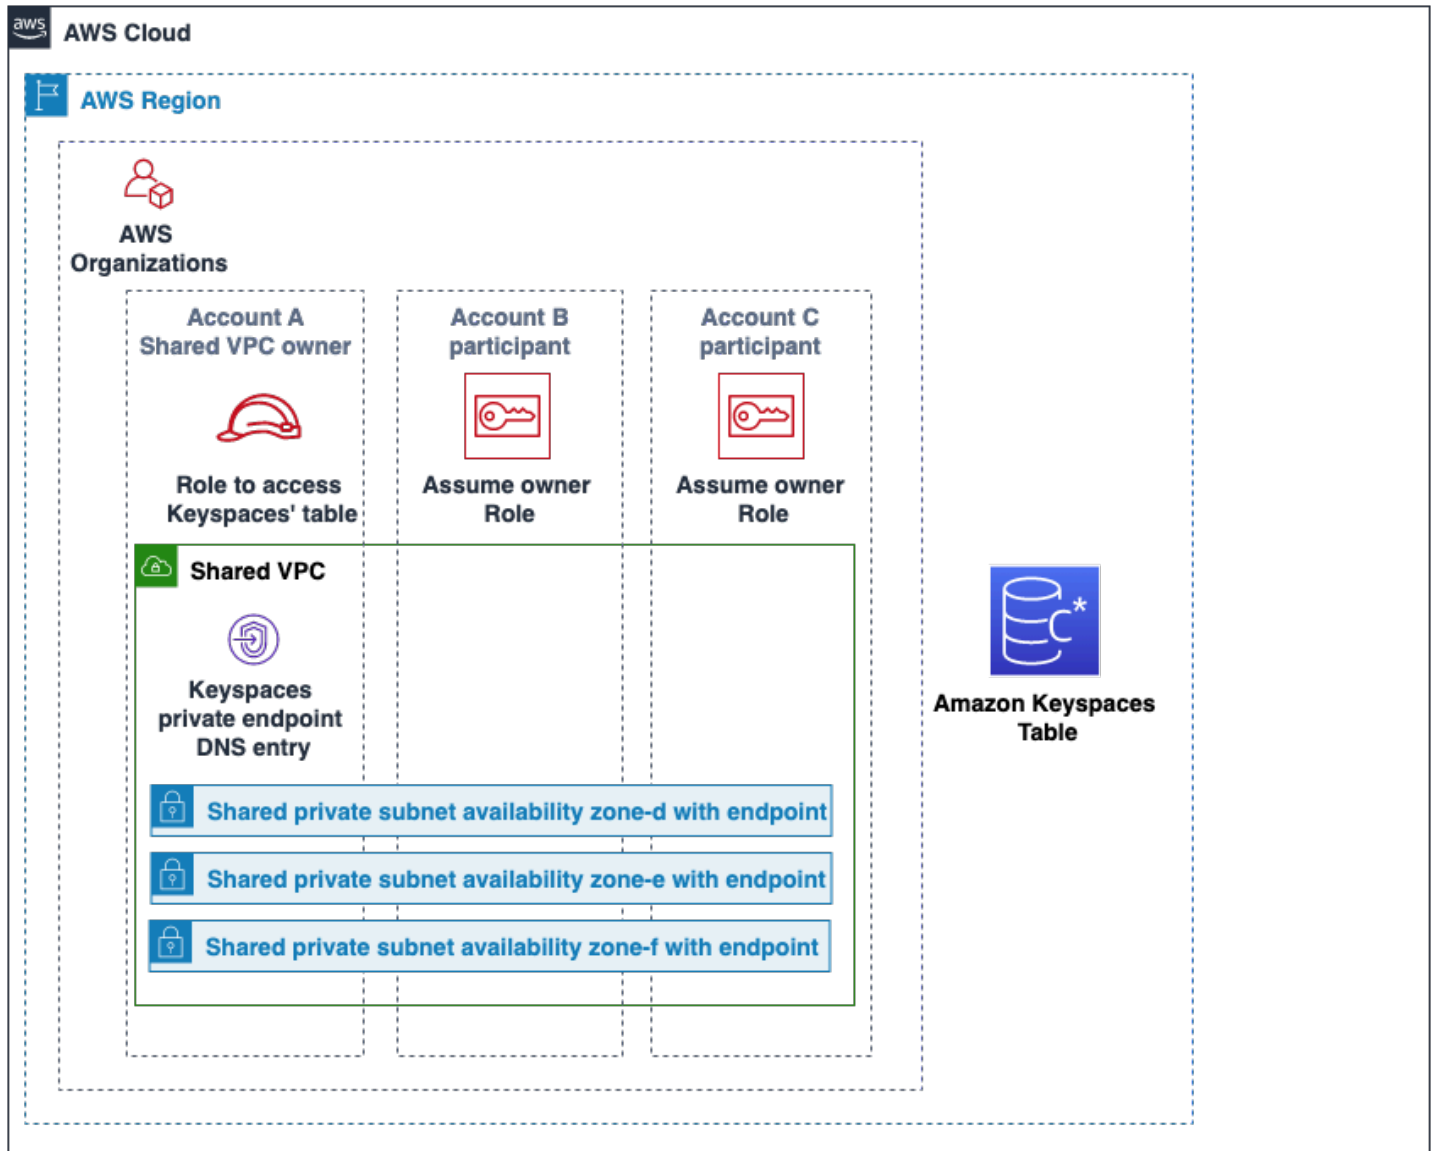 aws
AWS Cloud
AWS Region
AWS
Organizations
Account A
Shared VPC owner
Account B
participant
Account C
participant
Role to access
Keyspaces' table
Assume owner
Role
Assume owner
Role
Shared VPC
Keyspaces
private endpoint
DNS entry
C*
Amazon Keyspaces
Table
Shared private subnet availability zone-d with endpoint
Shared private subnet availability zone-e with endpoint
Shared private subnet availability zone-f with endpoint